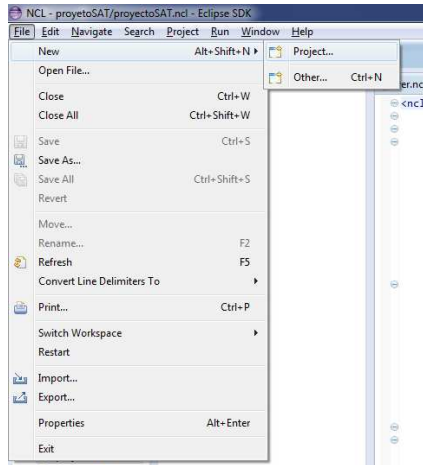 NCL - proyetoSAT/proyectoSAT.ncl - Eclipse SDK
File Edit Navigate Search Project Run Window Help
New Alt+Shift+N
Project...
Open File...
Other... Ctrl+N
er.nc
Close Ctrl+W
<ncl
Close All Ctrl+Shift+W
Save Ctrl+S
Save As...
Save All Ctrl+Shift+S
Revert
Move...
Rename... F2
Refresh F5
Convert Line Delimiters To
Print... Ctrl+P
Switch Workspace
Restart
Import...
Export...
Properties Alt+Enter
Exit